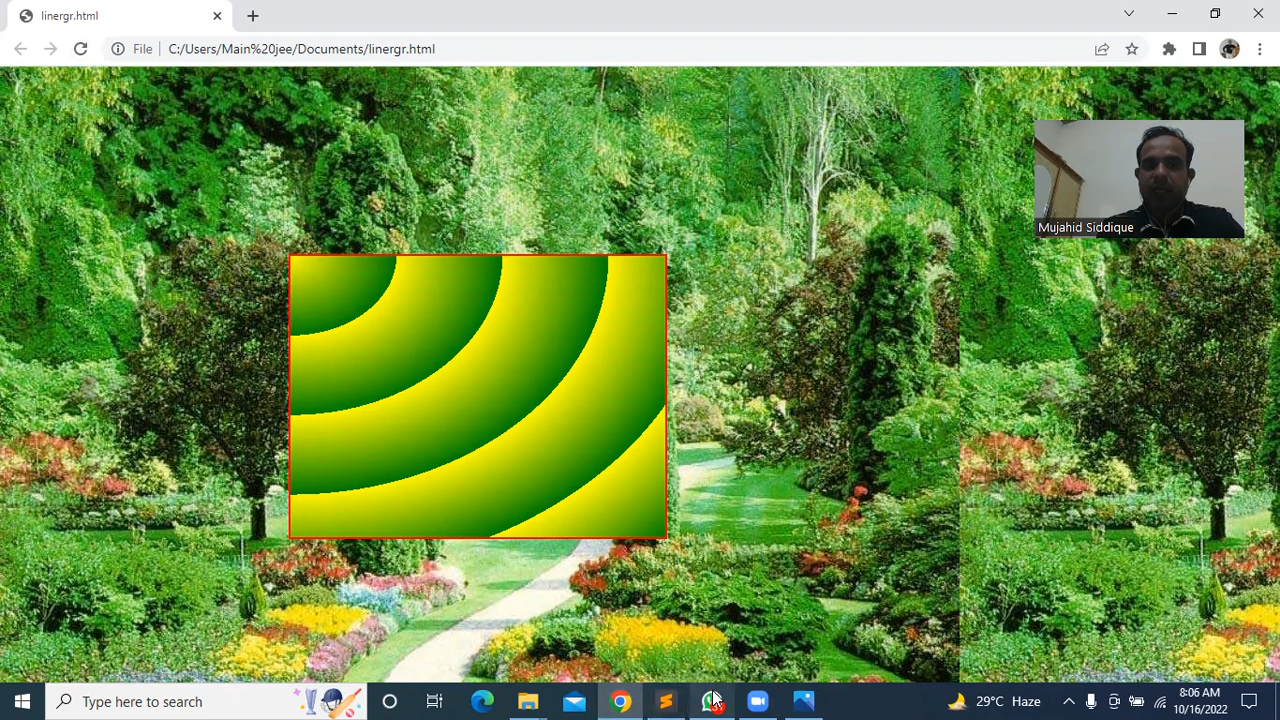 linergr.html
File
C:/Users/Main%20jee/Documents/linergr.html
Mujahid Siddique
Type here to search
29°C Haze
8:06 AM
10/16/2022